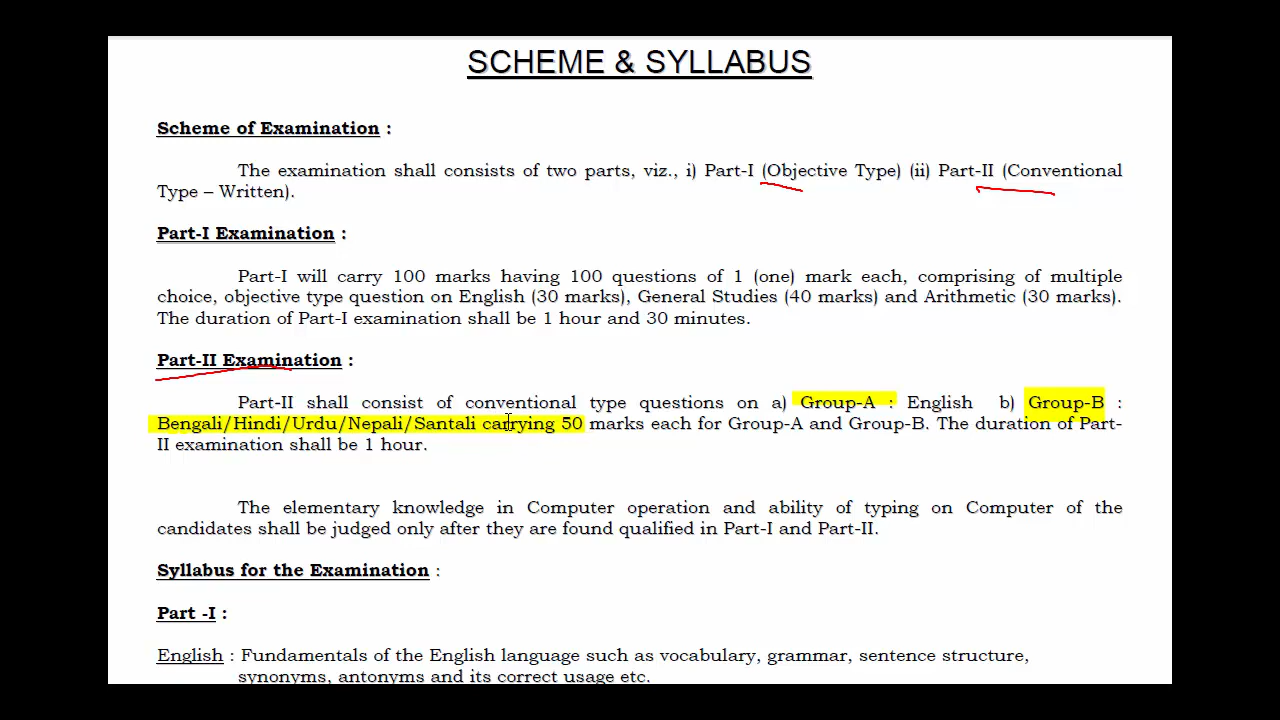 SCHEME & SYLLABUS
Scheme of Examination :
The examination shall consists of two parts, viz., i) Part-I (Objective Type) (ii) Part-II (Conventional
Type – Written).
Part-I Examination :
Part-I will carry 100 marks having 100 questions of 1 (one) mark each, comprising of multiple
choice, objective type question on English (30 marks), General Studies (40 marks) and Arithmetic (30 marks).
The duration of Part-I examination shall be 1 hour and 30 minutes.
Part-II Examination :
Part-II shall consist of conventional type questions on a) Group-A : English b) Group-B :
Bengali/Hindi/Urdu/Nepali/Santali carrying 50 marks each for Group-A and Group-B. The duration of Part-
II examination shall be 1 hour.
The elementary knowledge in Computer operation and ability of typing on Computer of the
candidates shall be judged only after they are found qualified in Part-I and Part-II.
Syllabus for the Examination :
Part -I :
English : Fundamentals of the English language such as vocabulary, grammar, sentence structure,
synonyms, antonyms and its correct usage etc.